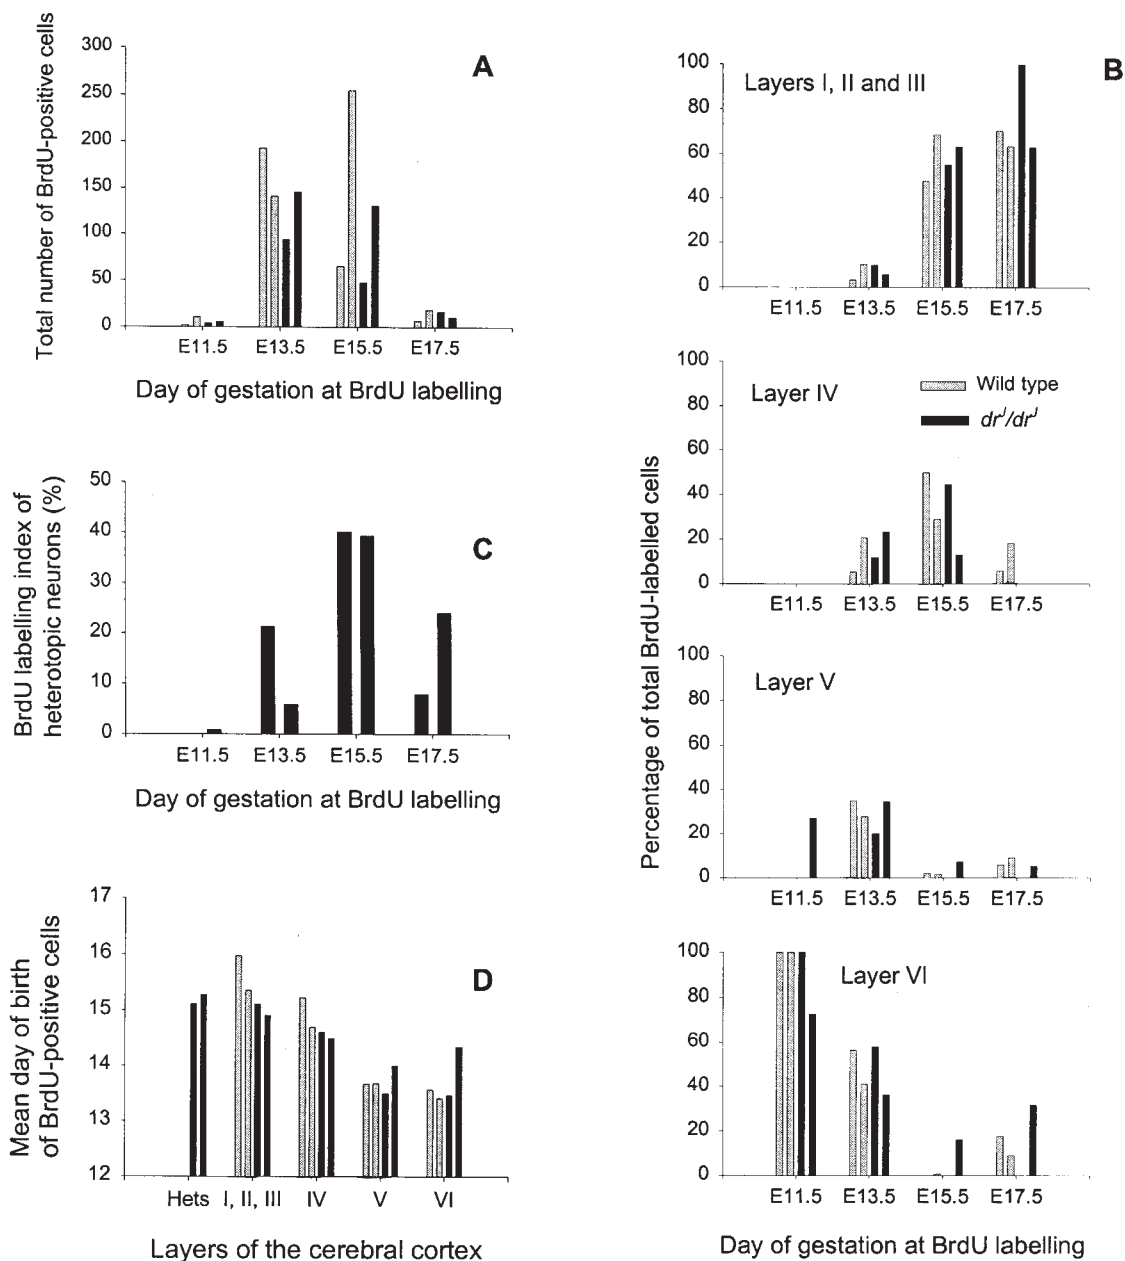 A
Total number of BrdU-positive cells
300
250
200
150
100
50
0
E11.5 E13.5 E15.5 E17.5
Day of gestation at BrdU labelling
C
BrdU labelling index of
heterotopic neurons (%)
50
40
30
20
10
0
E11.5 E13.5 E15.5 E17.5
Day of gestation at BrdU labelling
D
Mean day of birth
of BrdU-positive cells
17
16
15
14
13
12
Hets I, II, III IV V VI
Layers of the cerebral cortex
B
Percentage of total BrdU-labelled cells
Layers I, II and III
100
80
60
40
20
0
E11.5 E13.5 E15.5 E17.5
Layer IV
Wild type
drJ/drJ
100
80
60
40
20
0
E11.5 E13.5 E15.5 E17.5
Layer V
100
80
60
40
20
0
E11.5 E13.5 E15.5 E17.5
Layer VI
100
80
60
40
20
0
E11.5 E13.5 E15.5 E17.5
Day of gestation at BrdU labelling